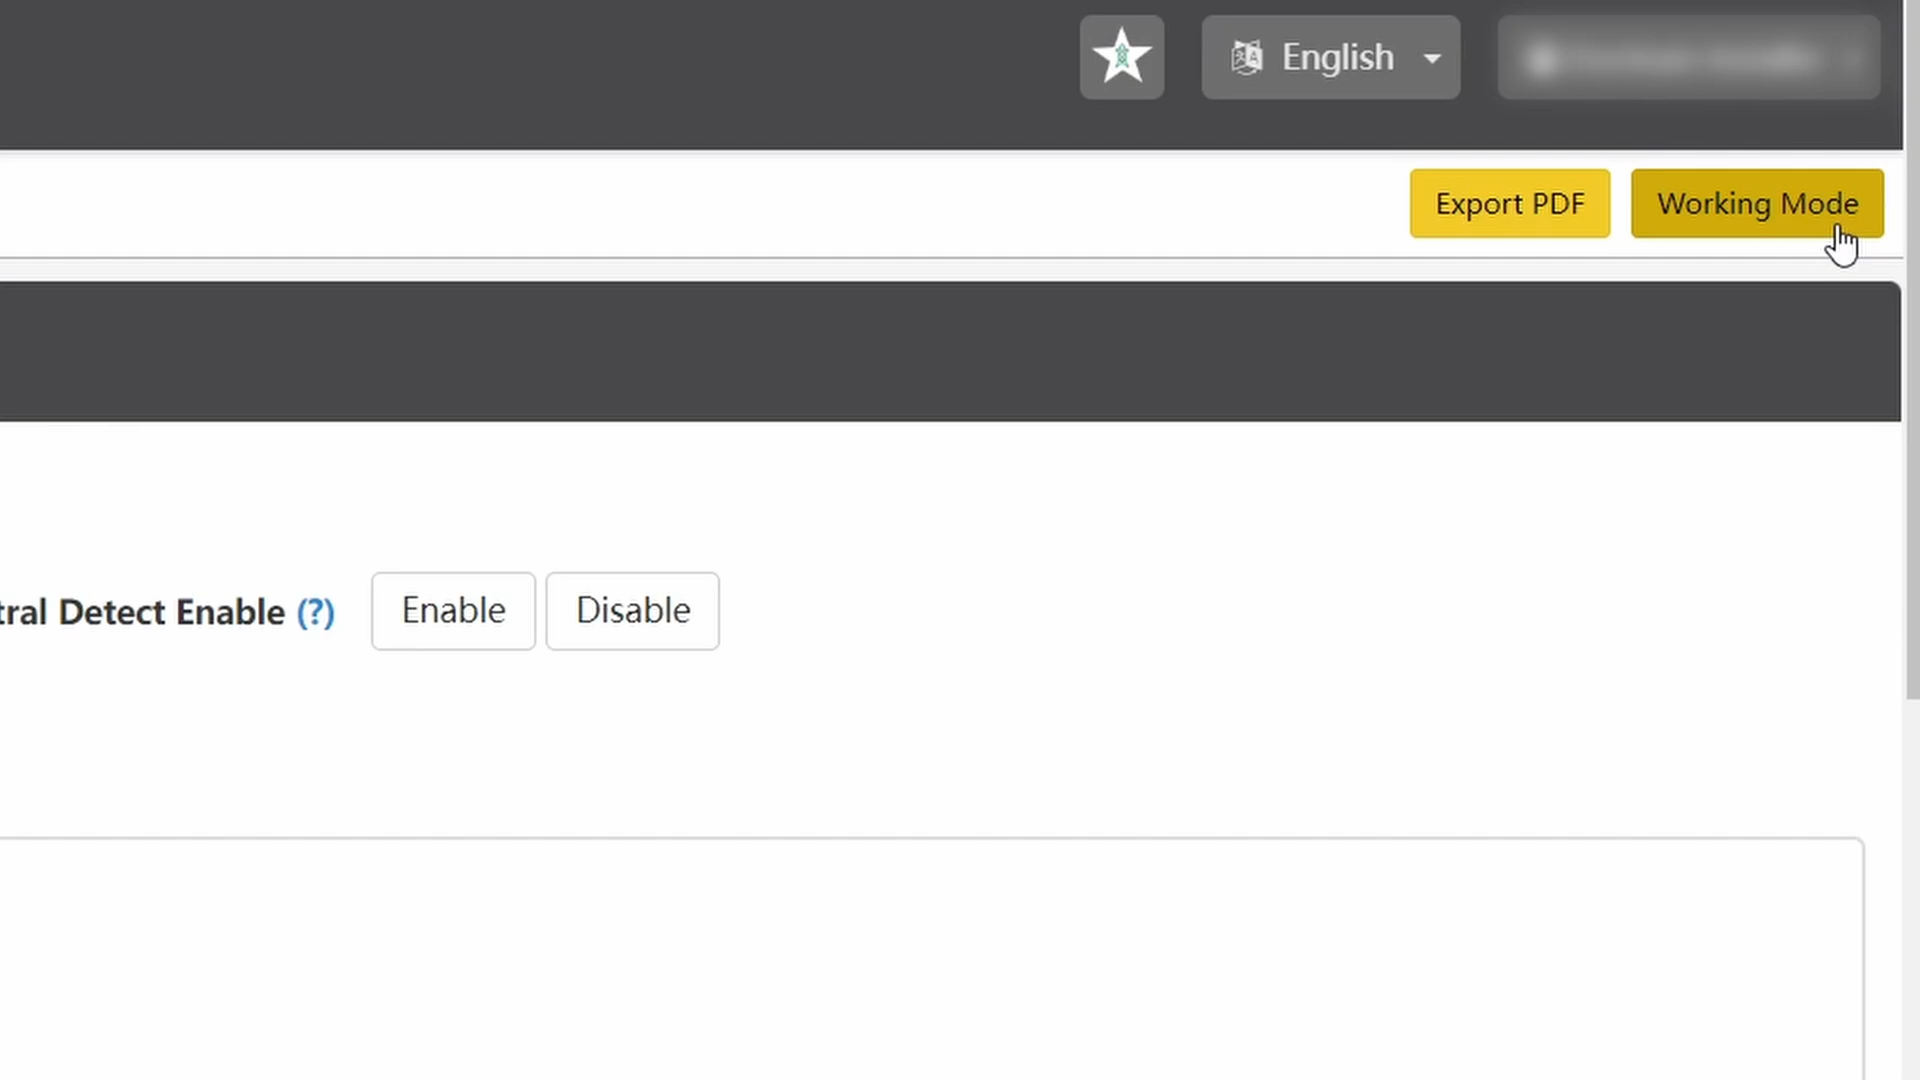 English
Export PDF Working Mode
tral Detect Enable (?) Enable Disable